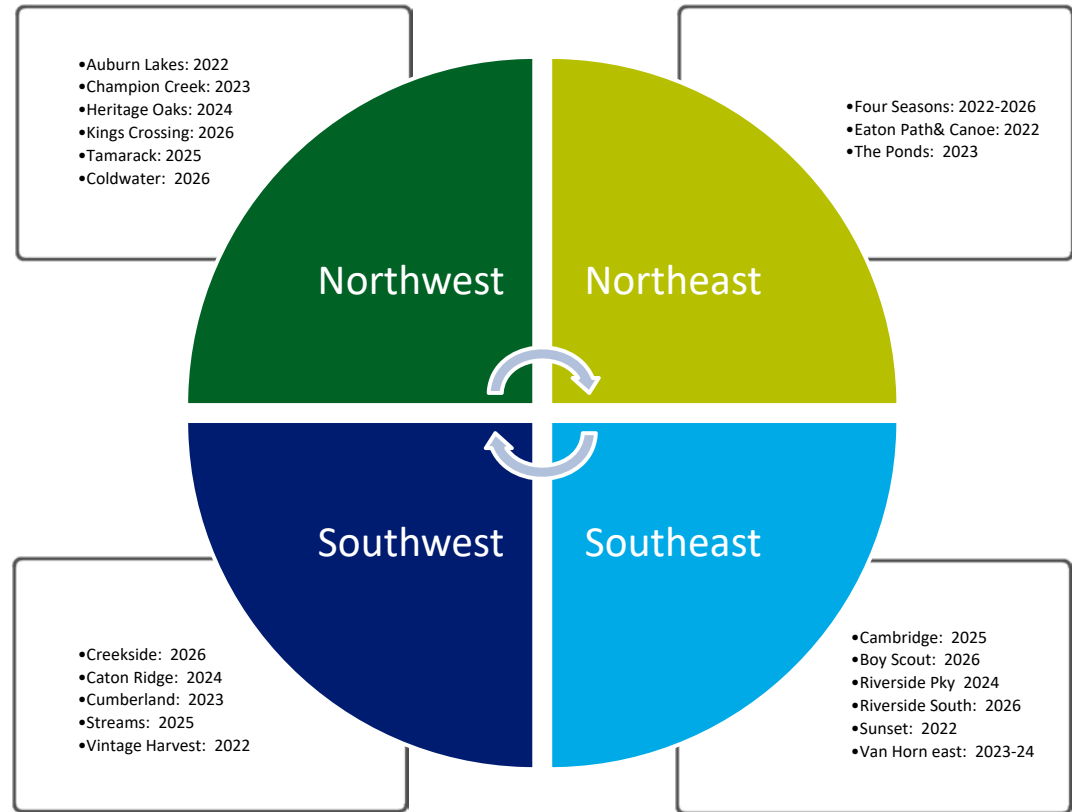 •Auburn Lakes: 2022
•Champion Creek: 2023
•Heritage Oaks: 2024
•Kings Crossing: 2026
•Tamarack: 2025
•Coldwater:  2026
•Four Seasons: 2022-2026
•Eaton Path& Canoe: 2022
•The Ponds:  2023
Northwest
Northeast
Southwest
Southeast
•Creekside:  2026
•Caton Ridge:  2024
•Cumberland:  2023
•Streams:  2025
•Vintage Harvest:  2022
•Cambridge:  2025
•Boy Scout:  2026
•Riverside Pky  2024
•Riverside South:  2026
•Sunset:  2022
•Van Horn east:  2023-24